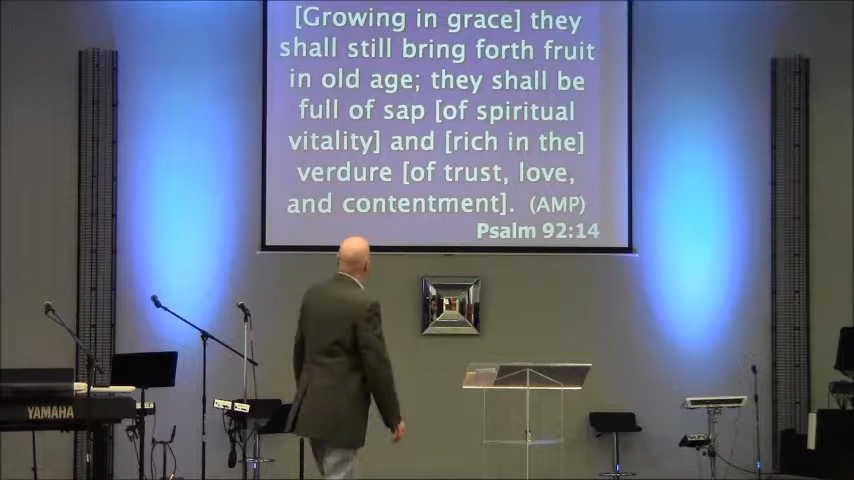 [Growing in grace] they
shall still bring forth fruit
in old age; they shall be
full of sap [of spiritual
vitality] and [rich in the]
verdure [of trust, love,
and contentment]. (AMP)
Psalm 92:14
YAMAHA